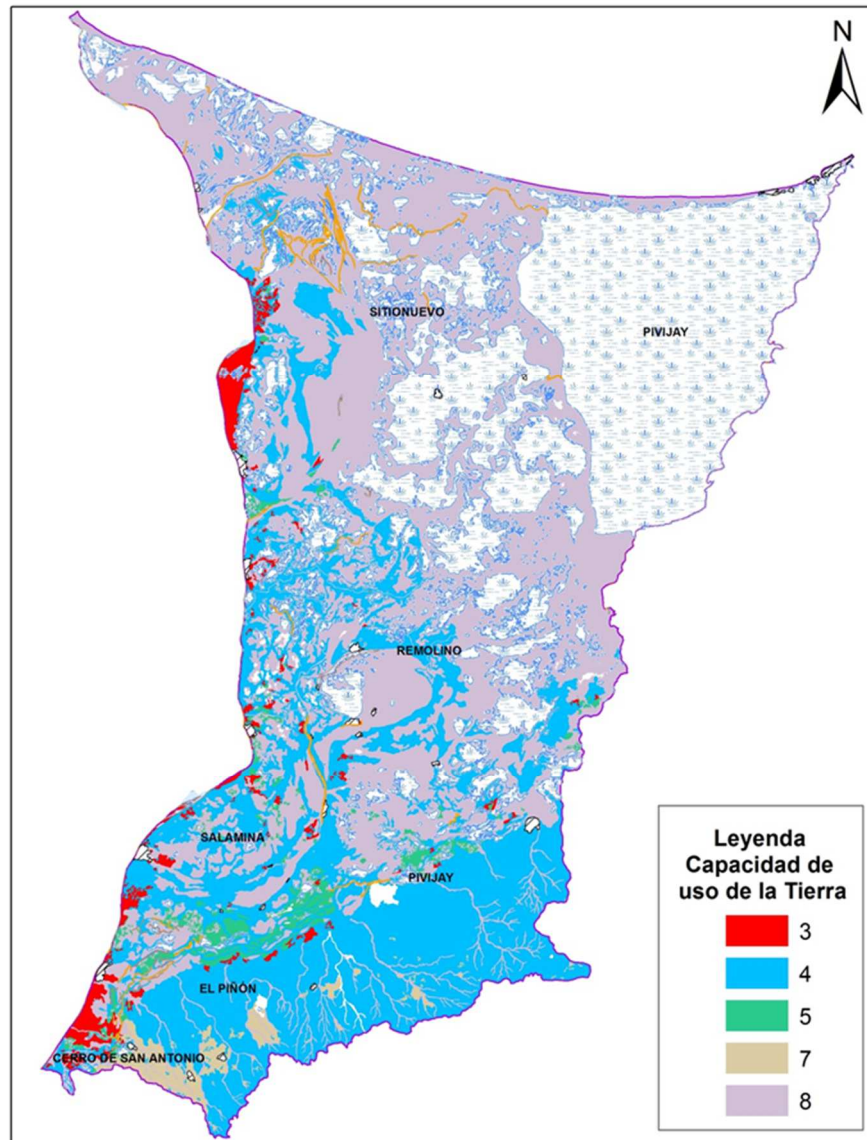 N
SITIONUEVO
PIVIJAY
REMOLINO
SALAMINA
PIVIJAY
EL PIÑÓN
CERRO DE SAN ANTONIO
Leyenda
Capacidad de
uso de la Tierra
3
4
5
7
8